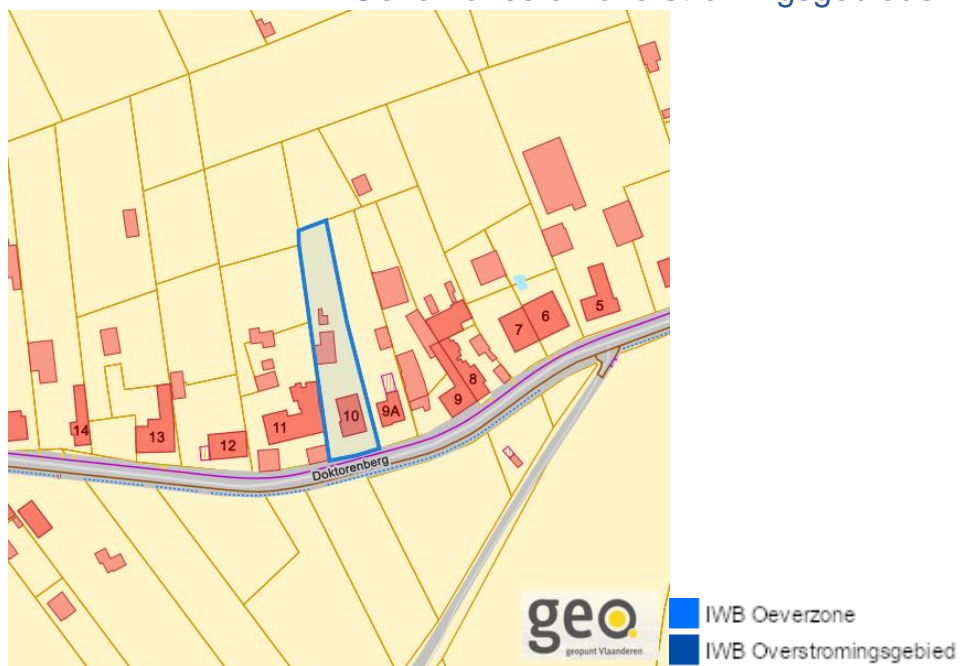 5
6
7
8
9
9A
10
11
12
13
14
Doktorenberg
geo.
geopunt Vlaanderen
IWB Oeverzone
IWB Overstromingsgebied